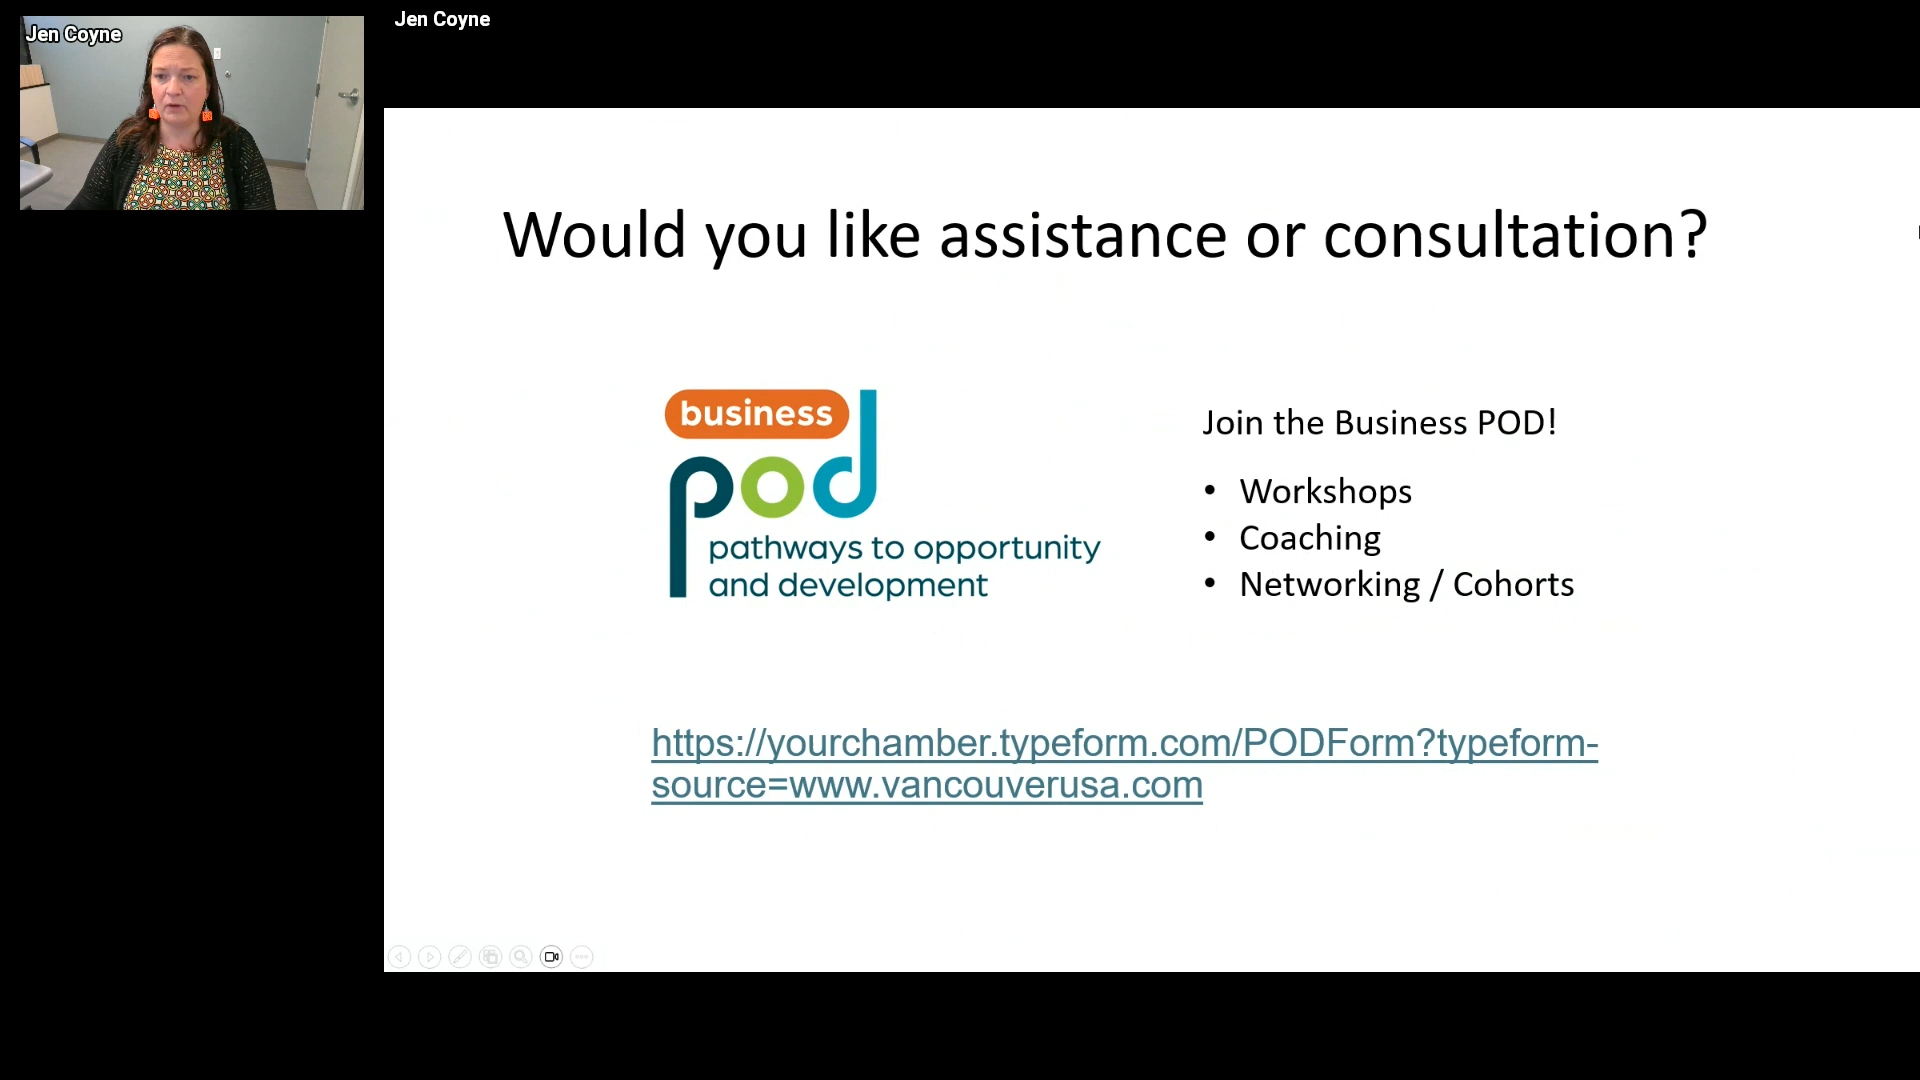 Jen Coyne
Jen Coyne
Would you like assistance or consultation?
business
pod
pathways to opportunity
and development
Join the Business POD!
• Workshops
• Coaching
• Networking / Cohorts
https://yourchamber.typeform.com/PODForm?typeform-
source=www.vancouverusa.com